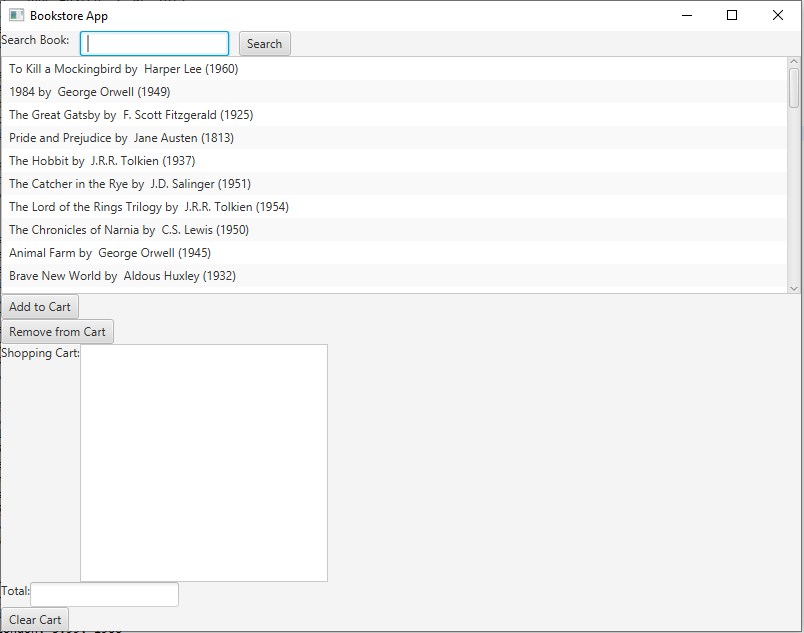 Bookstore App
Search Book: Search
To Kill a Mockingbird by  Harper Lee (1960)
1984 by  George Orwell (1949)
The Great Gatsby by  F. Scott Fitzgerald (1925)
Pride and Prejudice by  Jane Austen (1813)
The Hobbit by  J.R.R. Tolkien (1937)
The Catcher in the Rye by  J.D. Salinger (1951)
The Lord of the Rings Trilogy by  J.R.R. Tolkien (1954)
The Chronicles of Narnia by  C.S. Lewis (1950)
Animal Farm by  George Orwell (1945)
Brave New World by  Aldous Huxley (1932)
Add to Cart
Remove from Cart
Shopping Cart:
Total:
Clear Cart